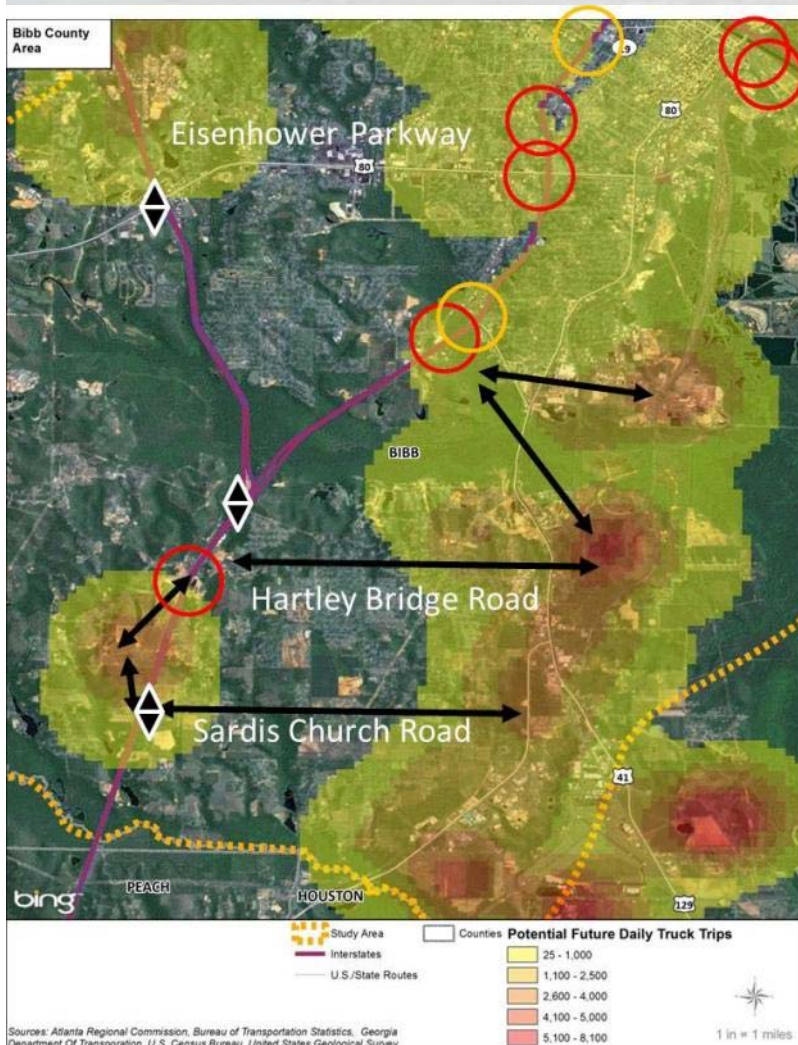 Bibb County
Area
19
80
Eisenhower Parkway
80
BIBB
Hartley Bridge Road
Sardis Church Road
41
PEACH
HOUSTON
129
bing
Study Area
Interstates
U.S./State Routes
Counties
Potential Future Daily Truck Trips
25 - 1,000
1,100 - 2,500
2,600 - 4,000
4,100 - 5,000
5,100 - 8,100
Sources: Atlanta Regional Commission, Bureau of Transportation Statistics, Georgia
Department Of Transporation, U.S. Census Bureau, United States Geological Survey
1 in = 1 miles